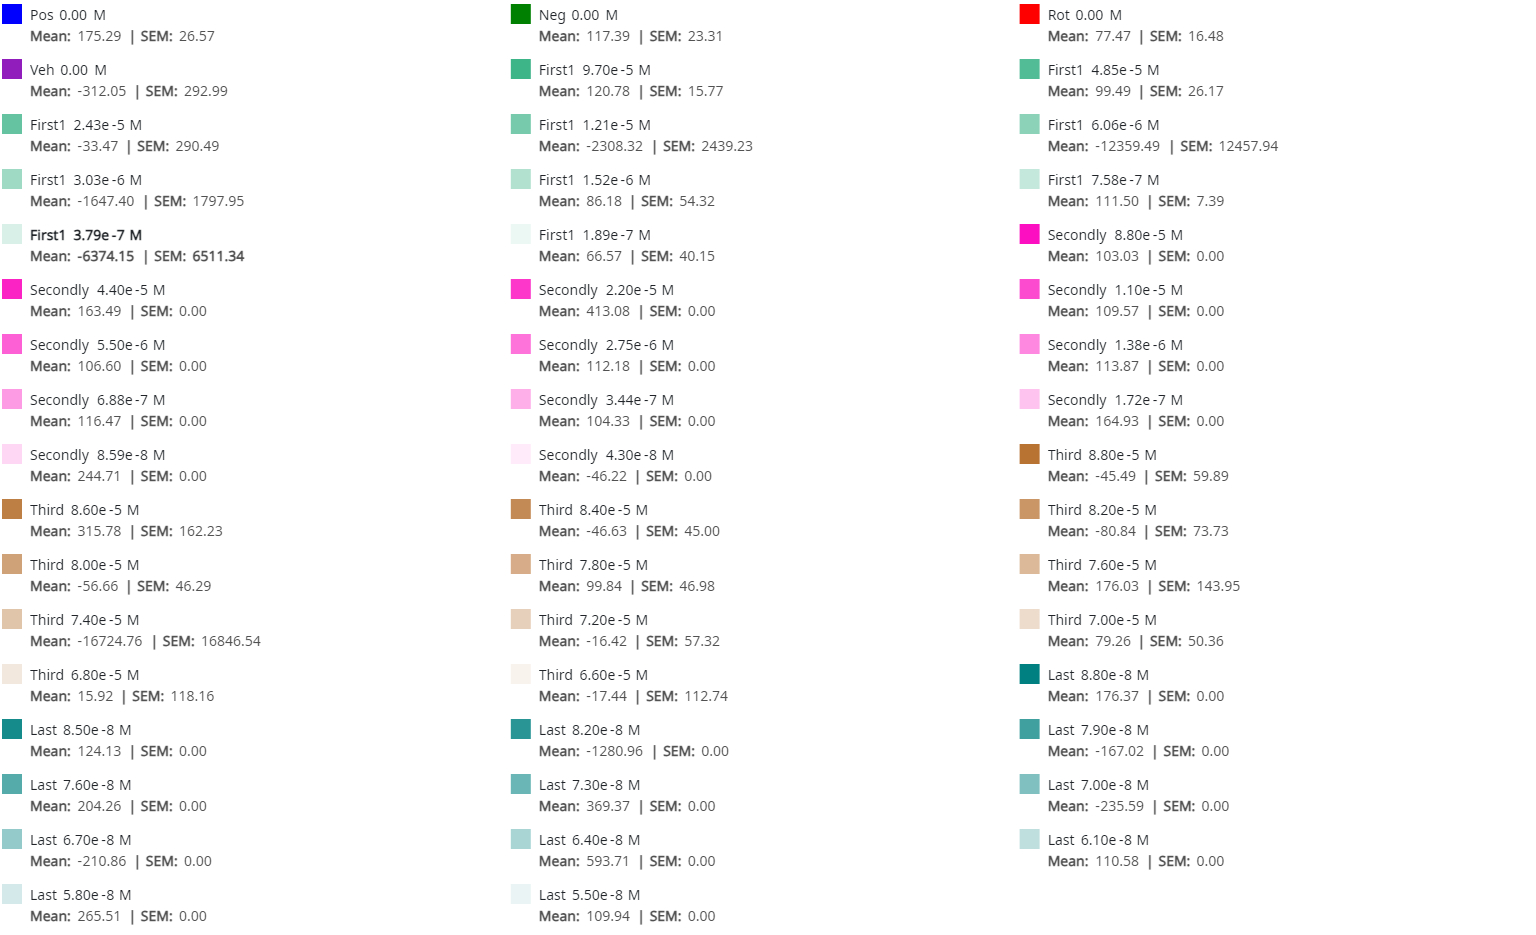 Pos 0.00 M
Mean: 175.29 | SEM: 26.57
Neg 0.00 M
Mean: 117.39 | SEM: 23.31
Rot 0.00 M
Mean: 77.47 | SEM: 16.48
Veh 0.00 M
Mean: -312.05 | SEM: 292.99
First1 9.70e-5 M
Mean: 120.78 | SEM: 15.77
First1 4.85e-5 M
Mean: 99.49 | SEM: 26.17
First1 2.43e-5 M
Mean: -33.47 | SEM: 290.49
First1 1.21e-5 M
Mean: -2308.32 | SEM: 2439.23
First1 6.06e-6 M
Mean: -12359.49 | SEM: 12457.94
First1 3.03e-6 M
Mean: -1647.40 | SEM: 1797.95
First1 1.52e-6 M
Mean: 86.18 | SEM: 54.32
First1 7.58e-7 M
Mean: 111.50 | SEM: 7.39
First1 3.79e-7 M
Mean: -6374.15 | SEM: 6511.34
First1 1.89e-7 M
Mean: 66.57 | SEM: 40.15
Secondly 8.80e-5 M
Mean: 103.03 | SEM: 0.00
Secondly 4.40e-5 M
Mean: 163.49 | SEM: 0.00
Secondly 2.20e-5 M
Mean: 413.08 | SEM: 0.00
Secondly 1.10e-5 M
Mean: 109.57 | SEM: 0.00
Secondly 5.50e-6 M
Mean: 106.60 | SEM: 0.00
Secondly 2.75e-6 M
Mean: 112.18 | SEM: 0.00
Secondly 1.38e-6 M
Mean: 113.87 | SEM: 0.00
Secondly 6.88e-7 M
Mean: 116.47 | SEM: 0.00
Secondly 3.44e-7 M
Mean: 104.33 | SEM: 0.00
Secondly 1.72e-7 M
Mean: 164.93 | SEM: 0.00
Secondly 8.59e-8 M
Mean: 244.71 | SEM: 0.00
Secondly 4.30e-8 M
Mean: -46.22 | SEM: 0.00
Third 8.80e-5 M
Mean: -45.49 | SEM: 59.89
Third 8.60e-5 M
Mean: 315.78 | SEM: 162.23
Third 8.40e-5 M
Mean: -46.63 | SEM: 45.00
Third 8.20e-5 M
Mean: -80.84 | SEM: 73.73
Third 8.00e-5 M
Mean: -56.66 | SEM: 46.29
Third 7.80e-5 M
Mean: 99.84 | SEM: 46.98
Third 7.60e-5 M
Mean: 176.03 | SEM: 143.95
Third 7.40e-5 M
Mean: -16724.76 | SEM: 16846.54
Third 7.20e-5 M
Mean: -16.42 | SEM: 57.32
Third 7.00e-5 M
Mean: 79.26 | SEM: 50.36
Third 6.80e-5 M
Mean: 15.92 | SEM: 118.16
Third 6.60e-5 M
Mean: -17.44 | SEM: 112.74
Last 8.80e-8 M
Mean: 176.37 | SEM: 0.00
Last 8.50e-8 M
Mean: 124.13 | SEM: 0.00
Last 8.20e-8 M
Mean: -1280.96 | SEM: 0.00
Last 7.90e-8 M
Mean: -167.02 | SEM: 0.00
Last 7.60e-8 M
Mean: 204.26 | SEM: 0.00
Last 7.30e-8 M
Mean: 369.37 | SEM: 0.00
Last 7.00e-8 M
Mean: -235.59 | SEM: 0.00
Last 6.70e-8 M
Mean: -210.86 | SEM: 0.00
Last 6.40e-8 M
Mean: 593.71 | SEM: 0.00
Last 6.10e-8 M
Mean: 110.58 | SEM: 0.00
Last 5.80e-8 M
Mean: 265.51 | SEM: 0.00
Last 5.50e-8 M
Mean: 109.94 | SEM: 0.00